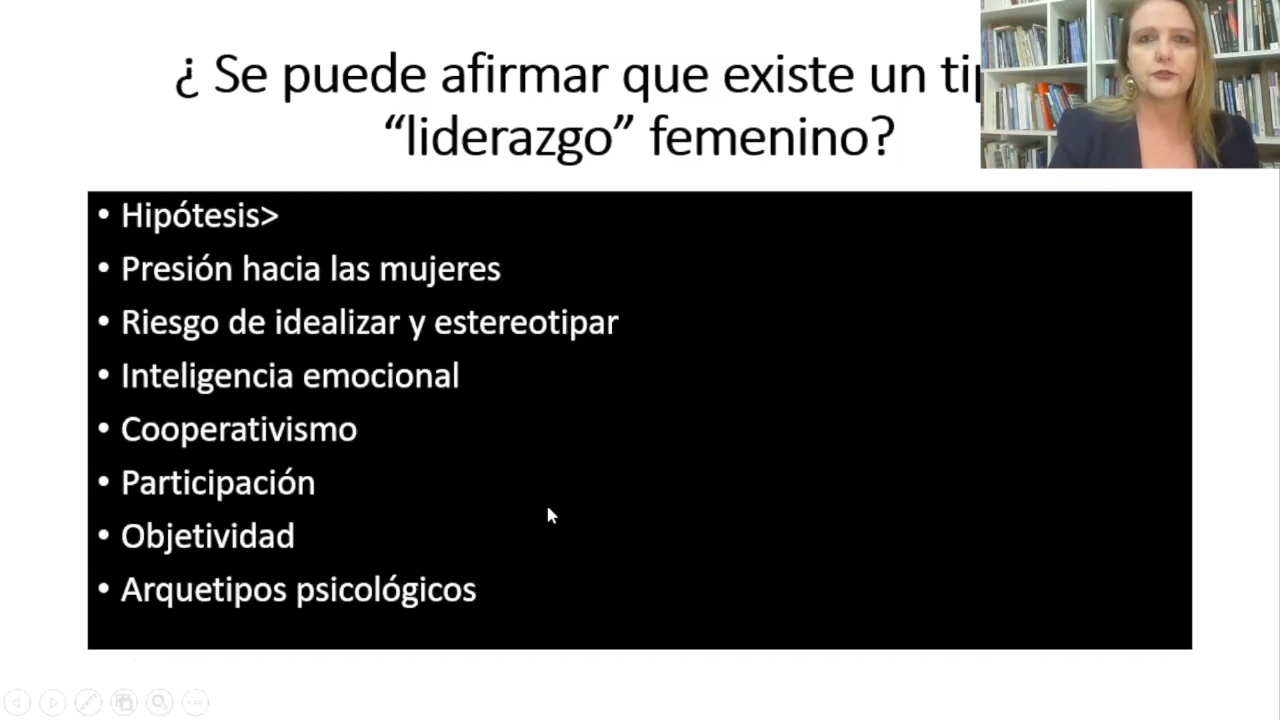 ¿ Se puede afirmar que existe un
“liderazgo” femenino?
• Hipótesis>
• Presión hacia las mujeres
• Riesgo de idealizar y estereotipar
• Inteligencia emocional
• Cooperativismo
• Participación
• Objetividad
• Arquetipos psicológicos